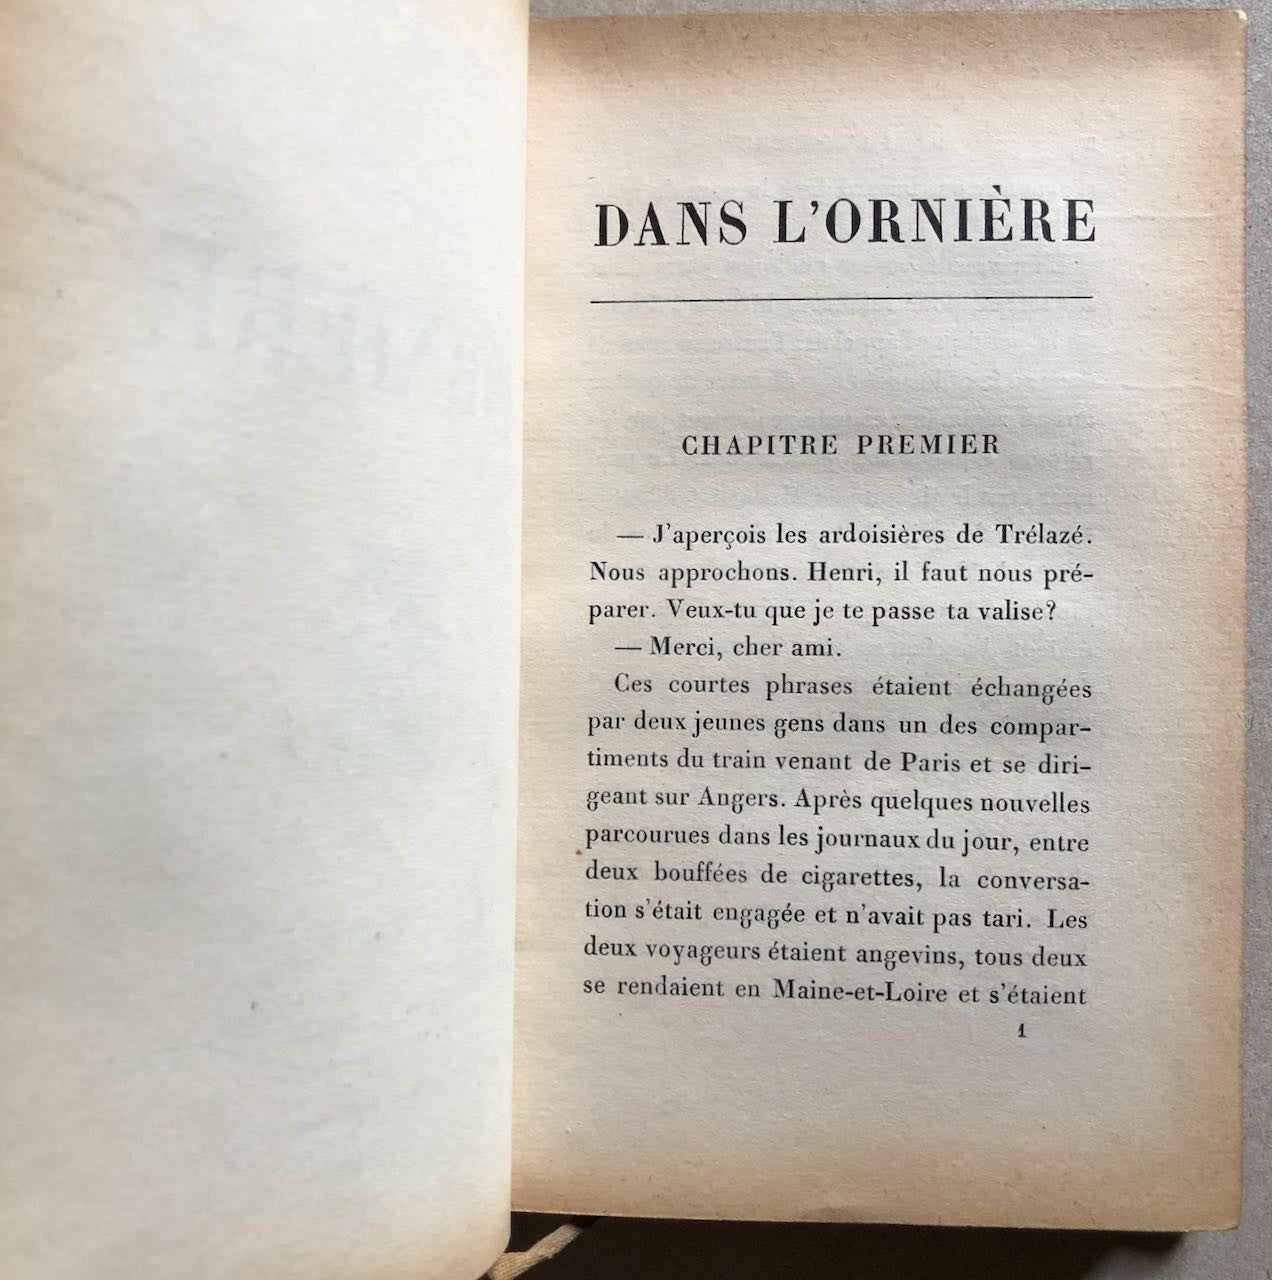 DANS L'ORNIÈRE
CHAPITRE PREMIER
— J'aperçois les ardoisières de Trélazé.
Nous approchons. Henri, il faut nous pré-
parer. Veux-tu que je te passe ta valise?
— Merci, cher ami.
Ces courtes phrases étaient échangées
par deux jeunes gens dans un des compar-
timents du train venant de Paris et se diri-
geant sur Angers. Après quelques nouvelles
parcourues dans les journaux du jour, entre
deux bouffées de cigarettes, la conversa-
tion s'était engagée et n'avait pas tari. Les
deux voyageurs étaient angevins, tous deux
se rendaient en Maine-et-Loire et s'étaient
1